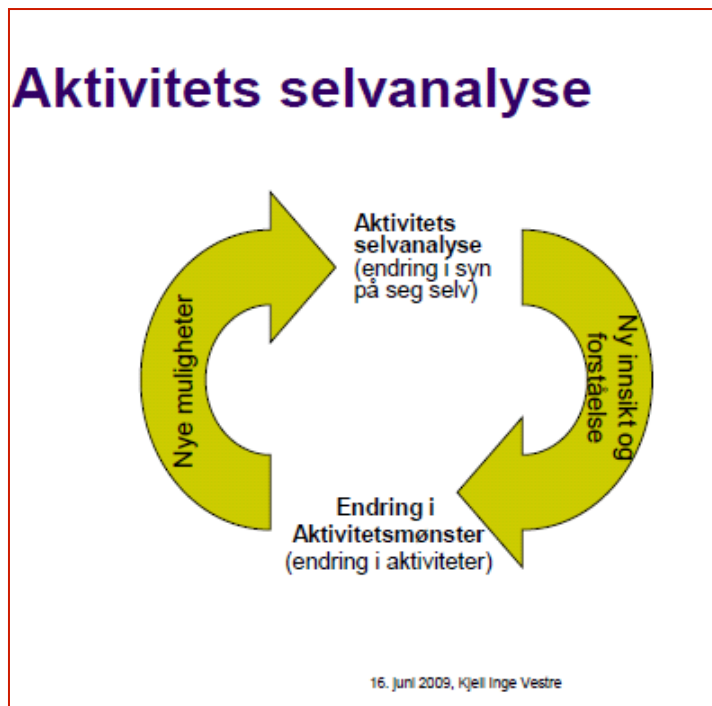 Aktivitets selvanalyse
Aktivitets
selvanalyse
(endring i syn
på seg selv)
Ny innsikt og
forståelse
Endring i
Aktivitetsmønster
(endring i aktiviteter)
Nye muligheter
16. juni 2009, Kjell Inge Vestre